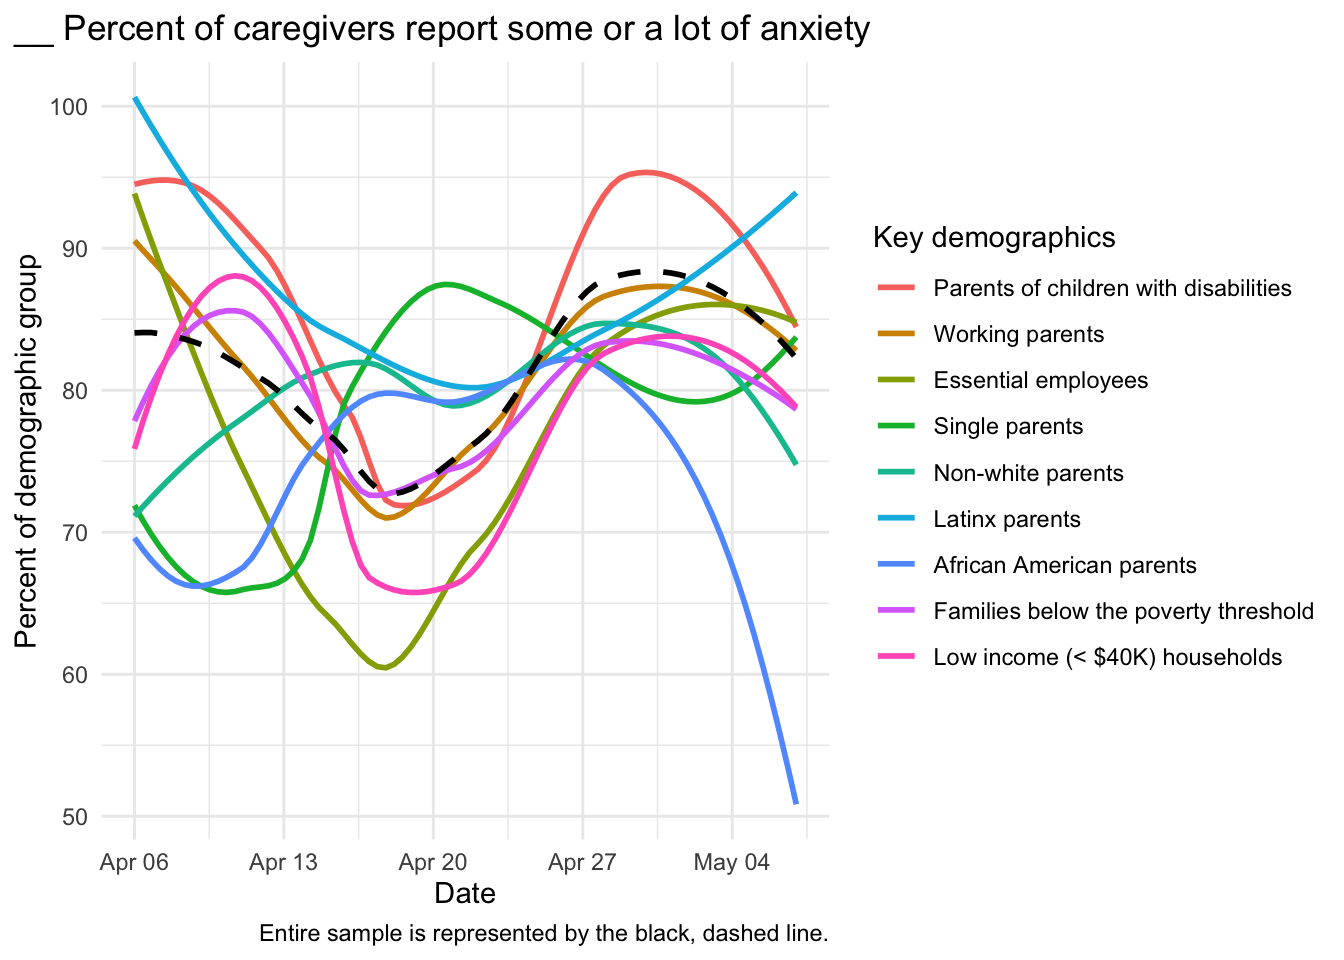 __ Percent of caregivers report some or a lot of anxiety
Percent of demographic group
100
90
80
70
60
50
Apr 06
Apr 13
Apr 20
Apr 27
May 04
Date
Entire sample is represented by the black, dashed line.
Key demographics
Parents of children with disabilities
Working parents
Essential employees
Single parents
Non-white parents
Latinx parents
African American parents
Families below the poverty threshold
Low income (< $40K) households